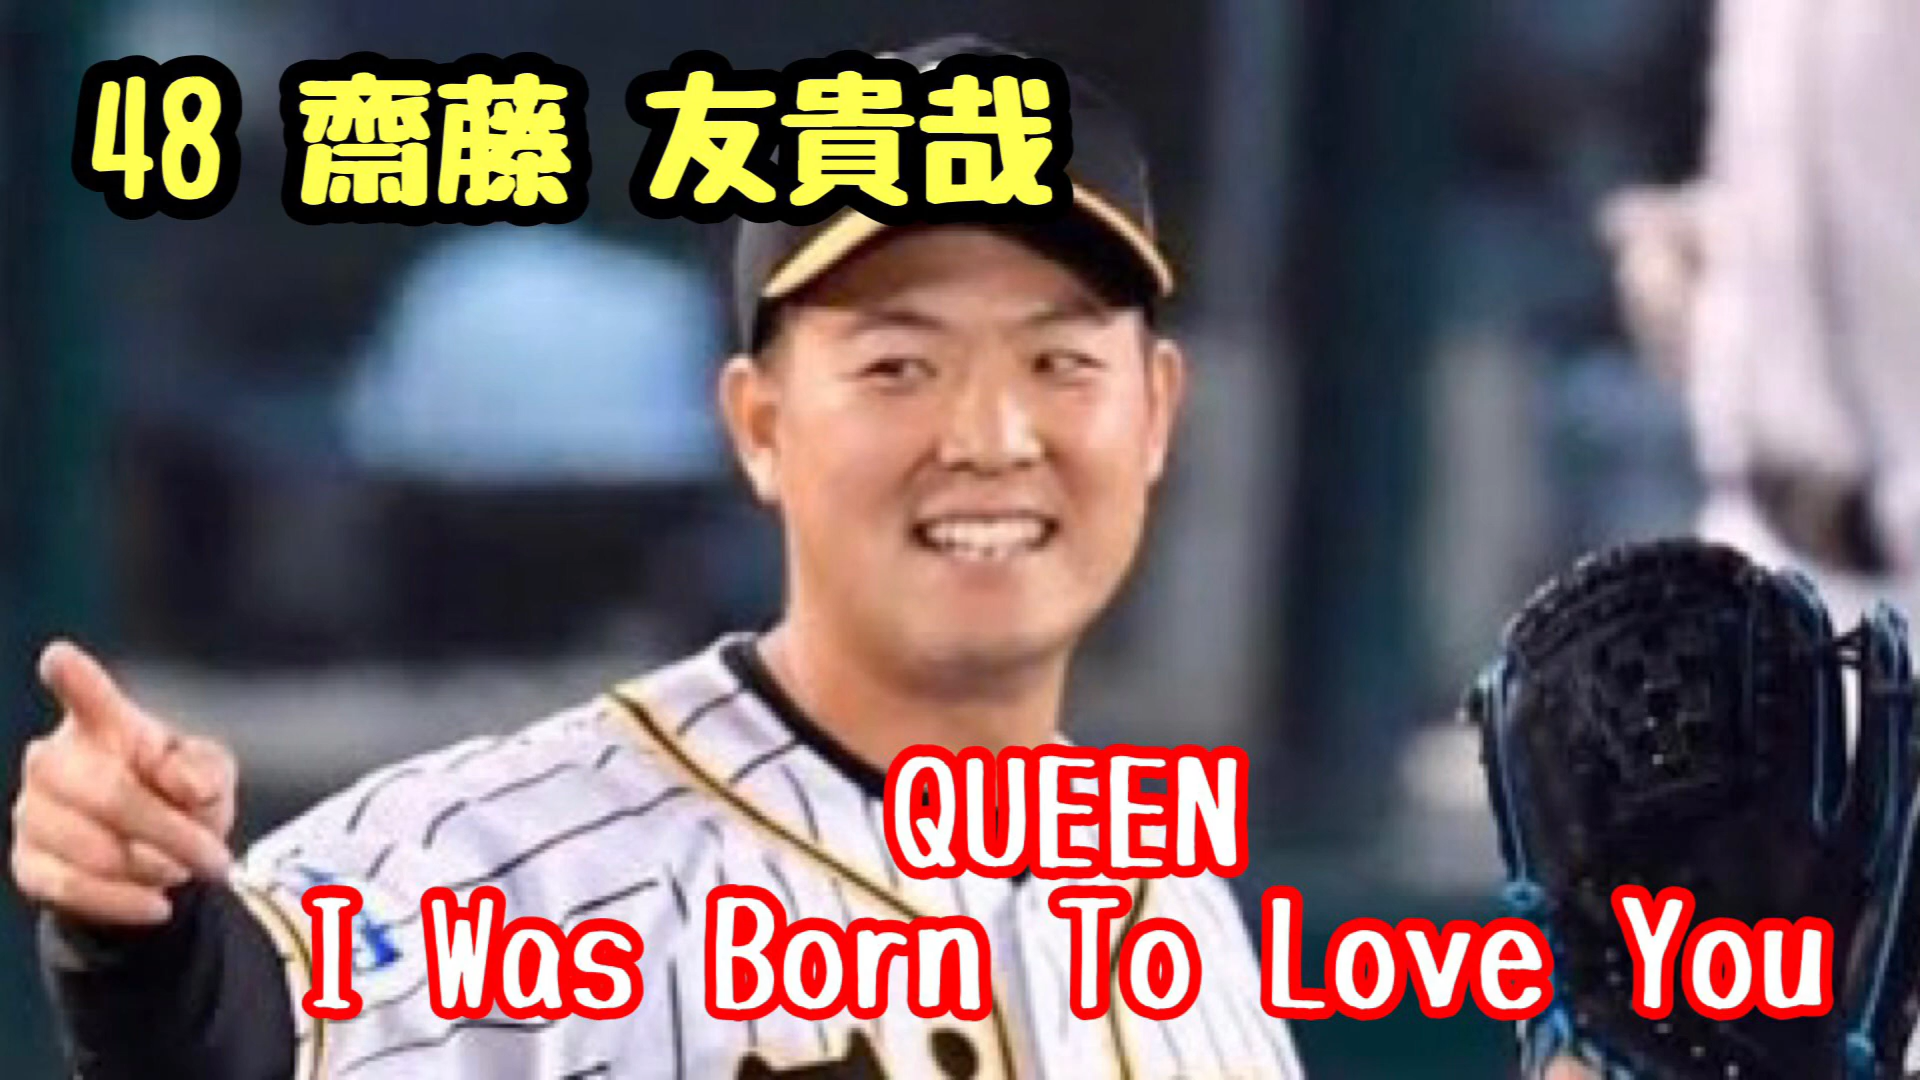 48 齋藤 友貴哉
QUEEN
I Was Born To Love You